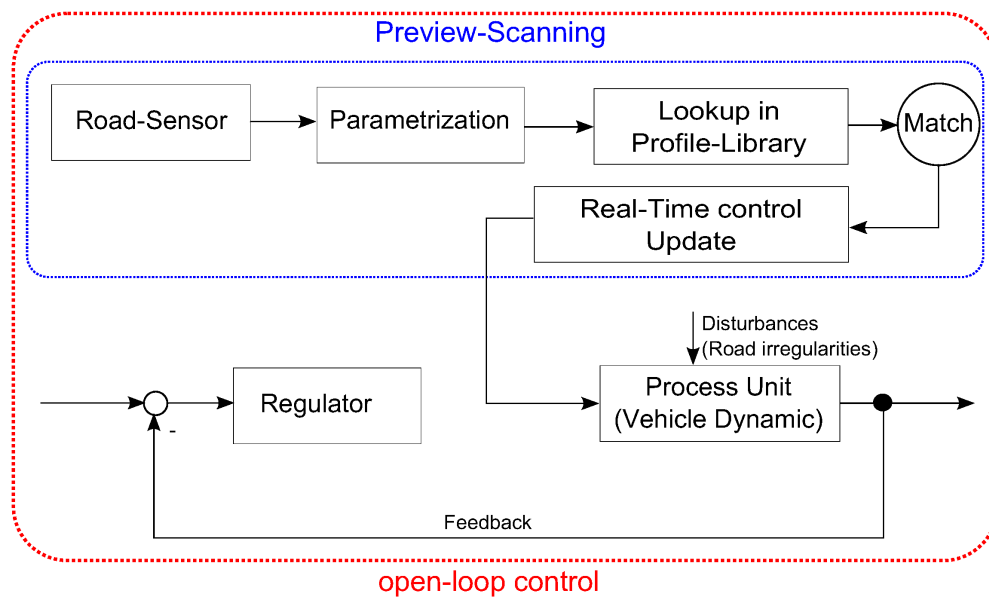 Preview-Scanning
Road-Sensor
Parametrization
Lookup in
Profile-Library
Match
Real-Time control
Update
Disturbances
(Road irregularities)
Regulator
Process Unit
(Vehicle Dynamic)
-
Feedback
open-loop control